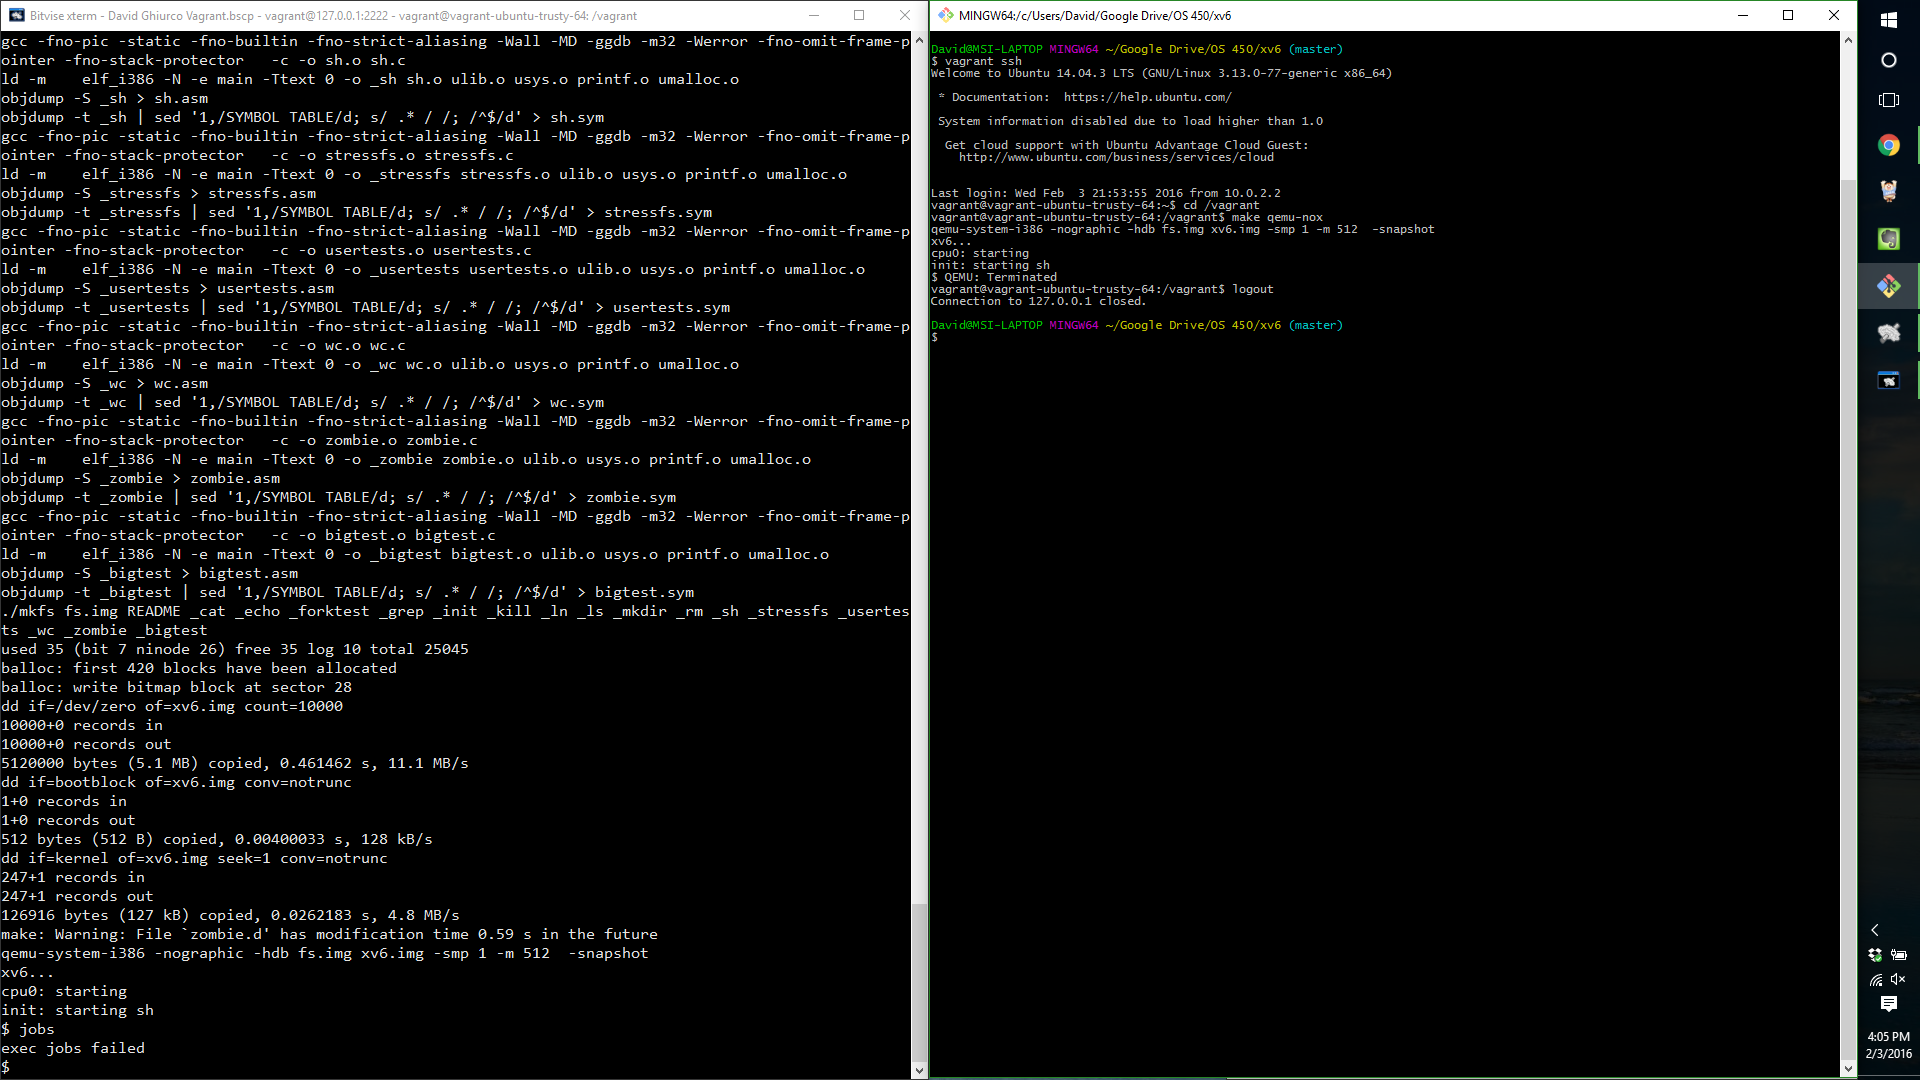 Bitvise xterm - David Ghiurco Vagrant.bscp - vagrant@127.0.0.1:2222 - vagrant@vagrant-ubuntu-trusty-64: /vagrant
gcc -fno-pic -static -fno-builtin -fno-strict-aliasing -Wall -MD -ggdb -m32 -Werror -fno-omit-frame-p
ointer -fno-stack-protector   -c -o sh.o sh.c
ld -m    elf_i386 -N -e main -Ttext 0 -o _sh sh.o ulib.o usys.o printf.o umalloc.o
objdump -S _sh > sh.asm
objdump -t _sh | sed '1,/SYMBOL TABLE/d; s/ .* / /; /^$/d' > sh.sym
gcc -fno-pic -static -fno-builtin -fno-strict-aliasing -Wall -MD -ggdb -m32 -Werror -fno-omit-frame-p
ointer -fno-stack-protector   -c -o stressfs.o stressfs.c
ld -m    elf_i386 -N -e main -Ttext 0 -o _stressfs stressfs.o ulib.o usys.o printf.o umalloc.o
objdump -S _stressfs > stressfs.asm
objdump -t _stressfs | sed '1,/SYMBOL TABLE/d; s/ .* / /; /^$/d' > stressfs.sym
gcc -fno-pic -static -fno-builtin -fno-strict-aliasing -Wall -MD -ggdb -m32 -Werror -fno-omit-frame-p
ointer -fno-stack-protector   -c -o usertests.o usertests.c
ld -m    elf_i386 -N -e main -Ttext 0 -o _usertests usertests.o ulib.o usys.o printf.o umalloc.o
objdump -S _usertests > usertests.asm
objdump -t _usertests | sed '1,/SYMBOL TABLE/d; s/ .* / /; /^$/d' > usertests.sym
gcc -fno-pic -static -fno-builtin -fno-strict-aliasing -Wall -MD -ggdb -m32 -Werror -fno-omit-frame-p
ointer -fno-stack-protector   -c -o wc.o wc.c
ld -m    elf_i386 -N -e main -Ttext 0 -o _wc wc.o ulib.o usys.o printf.o umalloc.o
objdump -S _wc > wc.asm
objdump -t _wc | sed '1,/SYMBOL TABLE/d; s/ .* / /; /^$/d' > wc.sym
gcc -fno-pic -static -fno-builtin -fno-strict-aliasing -Wall -MD -ggdb -m32 -Werror -fno-omit-frame-p
ointer -fno-stack-protector   -c -o zombie.o zombie.c
ld -m    elf_i386 -N -e main -Ttext 0 -o _zombie zombie.o ulib.o usys.o printf.o umalloc.o
objdump -S _zombie > zombie.asm
objdump -t _zombie | sed '1,/SYMBOL TABLE/d; s/ .* / /; /^$/d' > zombie.sym
gcc -fno-pic -static -fno-builtin -fno-strict-aliasing -Wall -MD -ggdb -m32 -Werror -fno-omit-frame-p
ointer -fno-stack-protector   -c -o bigtest.o bigtest.c
ld -m    elf_i386 -N -e main -Ttext 0 -o _bigtest bigtest.o ulib.o usys.o printf.o umalloc.o
objdump -S _bigtest > bigtest.asm
objdump -t _bigtest | sed '1,/SYMBOL TABLE/d; s/ .* / /; /^$/d' > bigtest.sym
./mkfs fs.img README _cat _echo _forktest _grep _init _kill _ln _ls _mkdir _rm _sh _stressfs _usertes
ts _wc _zombie _bigtest
used 35 (bit 7 ninode 26) free 35 log 10 total 25045
balloc: first 420 blocks have been allocated
balloc: write bitmap block at sector 28
dd if=/dev/zero of=xv6.img count=10000
10000+0 records in
10000+0 records out
5120000 bytes (5.1 MB) copied, 0.461462 s, 11.1 MB/s
dd if=bootblock of=xv6.img conv=notrunc
1+0 records in
1+0 records out
512 bytes (512 B) copied, 0.00400033 s, 128 kB/s
dd if=kernel of=xv6.img seek=1 conv=notrunc
247+1 records in
247+1 records out
126916 bytes (127 kB) copied, 0.0262183 s, 4.8 MB/s
make: Warning: File `zombie.d' has modification time 0.59 s in the future
qemu-system-i386 -nographic -hdb fs.img xv6.img -smp 1 -m 512  -snapshot
xv6...
cpu0: starting
init: starting sh
$ jobs
exec jobs failed
$
MINGW64:/c/Users/David/Google Drive/OS 450/xv6
David@MSI-LAPTOP MINGW64 ~/Google Drive/OS 450/xv6 (master)
$ vagrant ssh
Welcome to Ubuntu 14.04.3 LTS (GNU/Linux 3.13.0-77-generic x86_64)
* Documentation:  https://help.ubuntu.com/
System information disabled due to load higher than 1.0
Get cloud support with Ubuntu Advantage Cloud Guest:
http://www.ubuntu.com/business/services/cloud
Last login: Wed Feb  3 21:53:55 2016 from 10.0.2.2
vagrant@vagrant-ubuntu-trusty-64:~$ cd /vagrant
vagrant@vagrant-ubuntu-trusty-64:/vagrant$ make qemu-nox
qemu-system-i386 -nographic -hdb fs.img xv6.img -smp 1 -m 512  -snapshot
xv6...
cpu0: starting
init: starting sh
$ QEMU: Terminated
vagrant@vagrant-ubuntu-trusty-64:/vagrant$ logout
Connection to 127.0.0.1 closed.
David@MSI-LAPTOP MINGW64 ~/Google Drive/OS 450/xv6 (master)
$
4:05 PM
2/3/2016